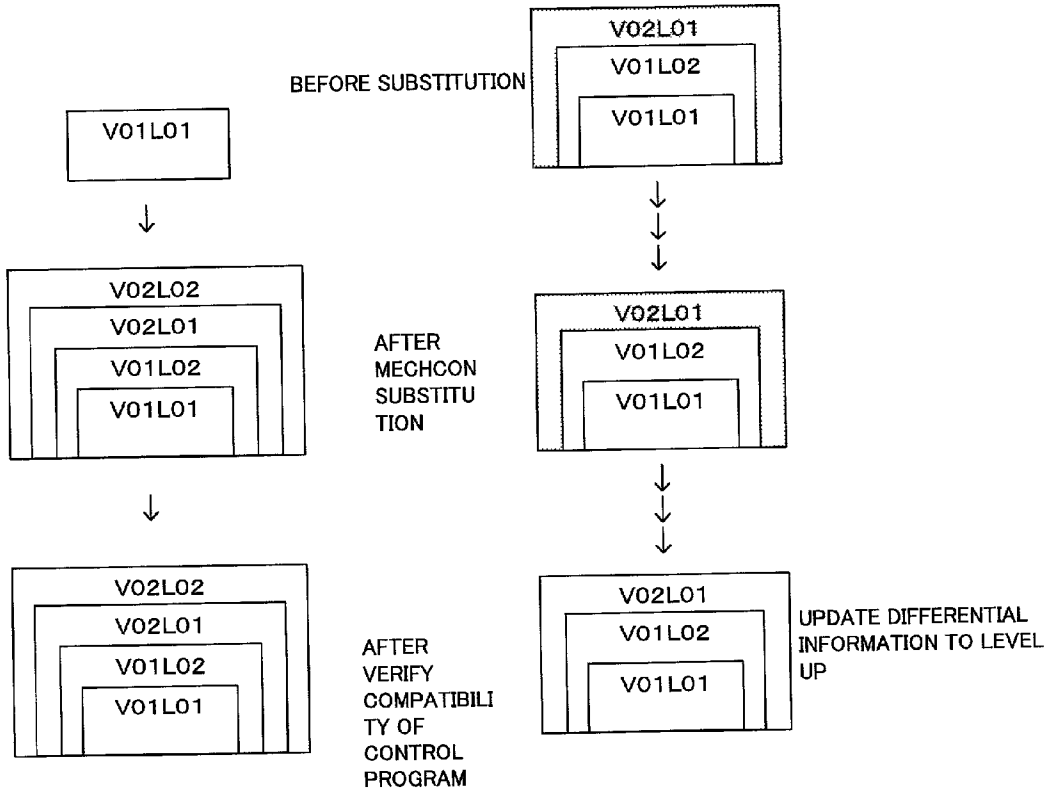 V02L01
BEFORE SUBSTITUTION
V01L02
V01L01
V01L01
V02L02
V02L01
V01L02
V01L01
AFTER
MECHCON
SUBSTITU
TION
V02L01
V01L02
V01L01
V02L02
V02L01
V01L02
V01L01
AFTER
VERIFY
COMPATIBILI
TY OF
CONTROL
PROGRAM
V02L01
V01L02
V01L01
UPDATE DIFFERENTIAL
INFORMATION TO LEVEL
UP